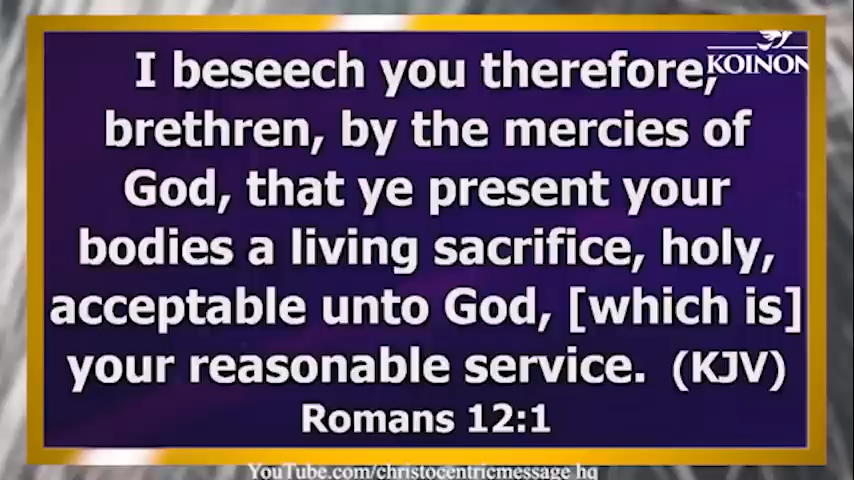 KOINON
I beseech you therefore,
brethren, by the mercies of
God, that ye present your
bodies a living sacrifice, holy,
acceptable unto God, [which is]
your reasonable service. (KJV)
Romans 12:1
YouTube.com/christocentricmessage hq